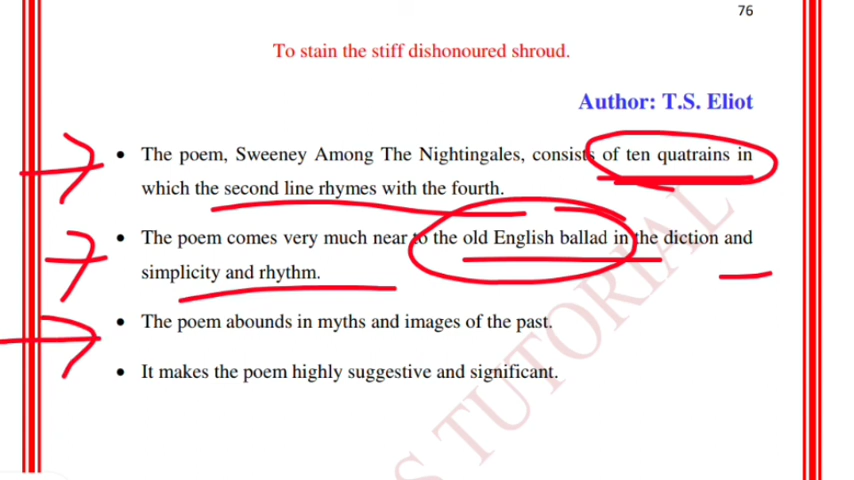 76
To stain the stiff dishonoured shroud.
Author: T.S. Eliot
• The poem, Sweeney Among The Nightingales, consists of ten quatrains in
which the second line rhymes with the fourth.
• The poem comes very much near to the old English ballad in the diction and
simplicity and rhythm.
• The poem abounds in myths and images of the past.
• It makes the poem highly suggestive and significant.
S TUTORIAL